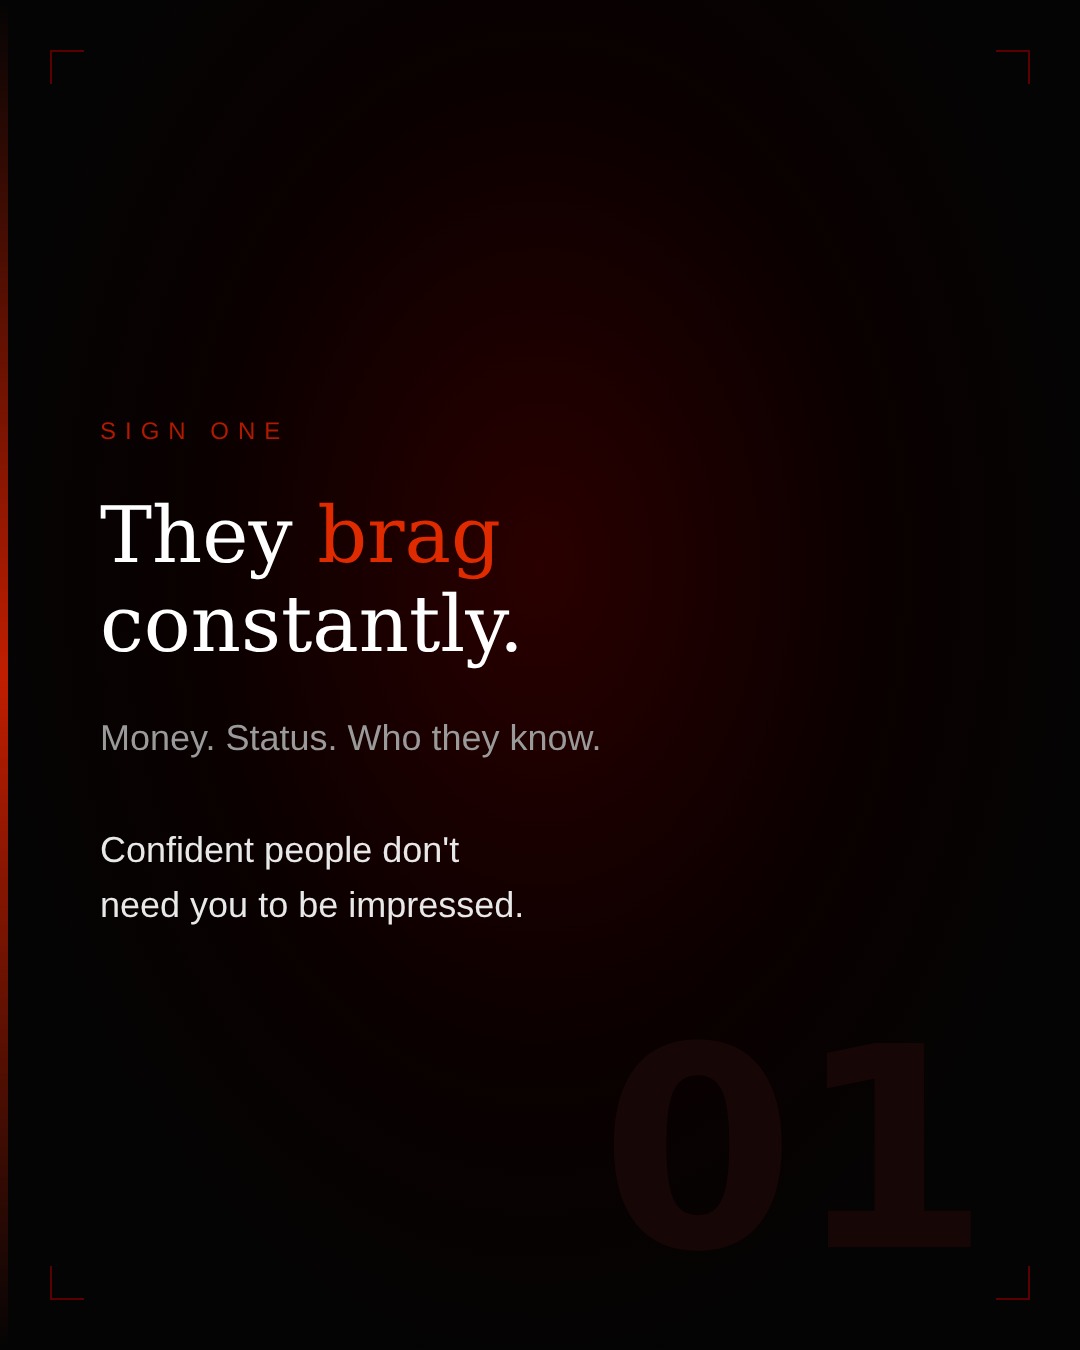 SIGN ONE
They brag
constantly.
Money. Status. Who they know.
Confident people don't
need you to be impressed.
01